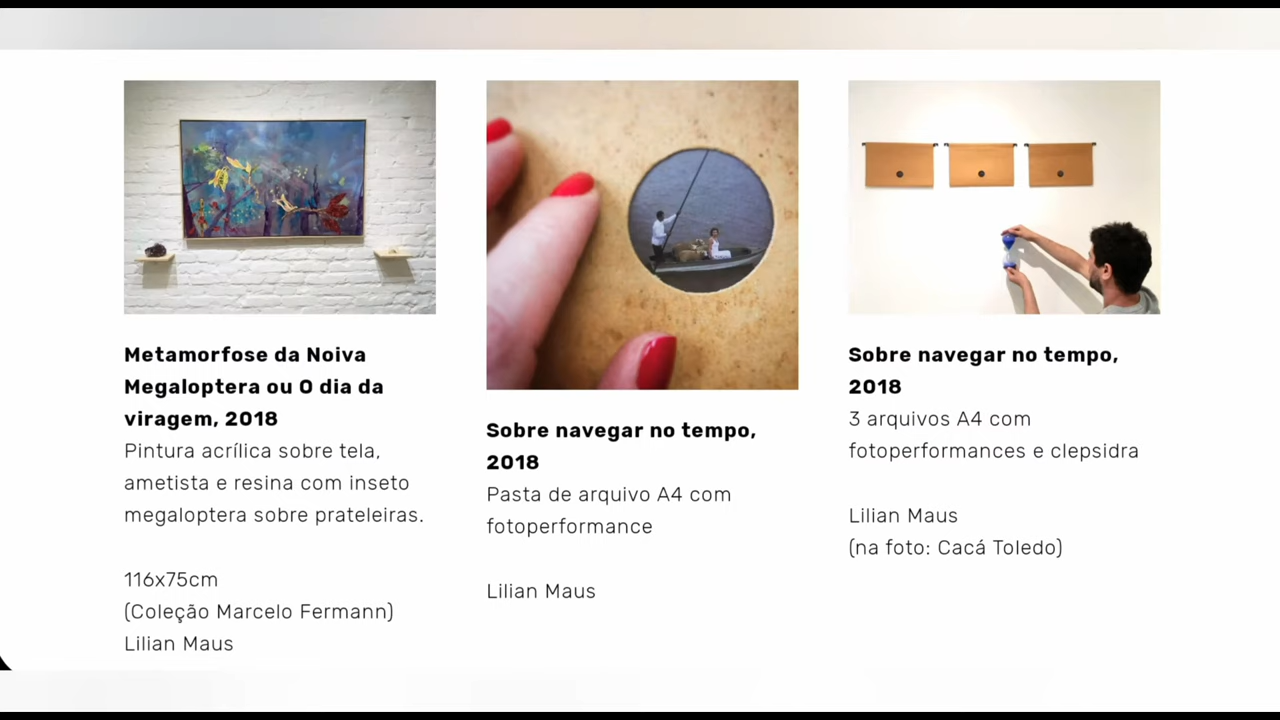 Metamorfose da Noiva
Megaloptera ou O dia da
viragem, 2018
Pintura acrílica sobre tela,
ametista e resina com inseto
megaloptera sobre prateleiras.
116x75cm
(Coleção Marcelo Fermann)
Lilian Maus
Sobre navegar no tempo,
2018
Pasta de arquivo A4 com
fotoperformance
Lilian Maus
Sobre navegar no tempo,
2018
3 arquivos A4 com
fotoperformances e clepsidra
Lilian Maus
(na foto: Cacá Toledo)